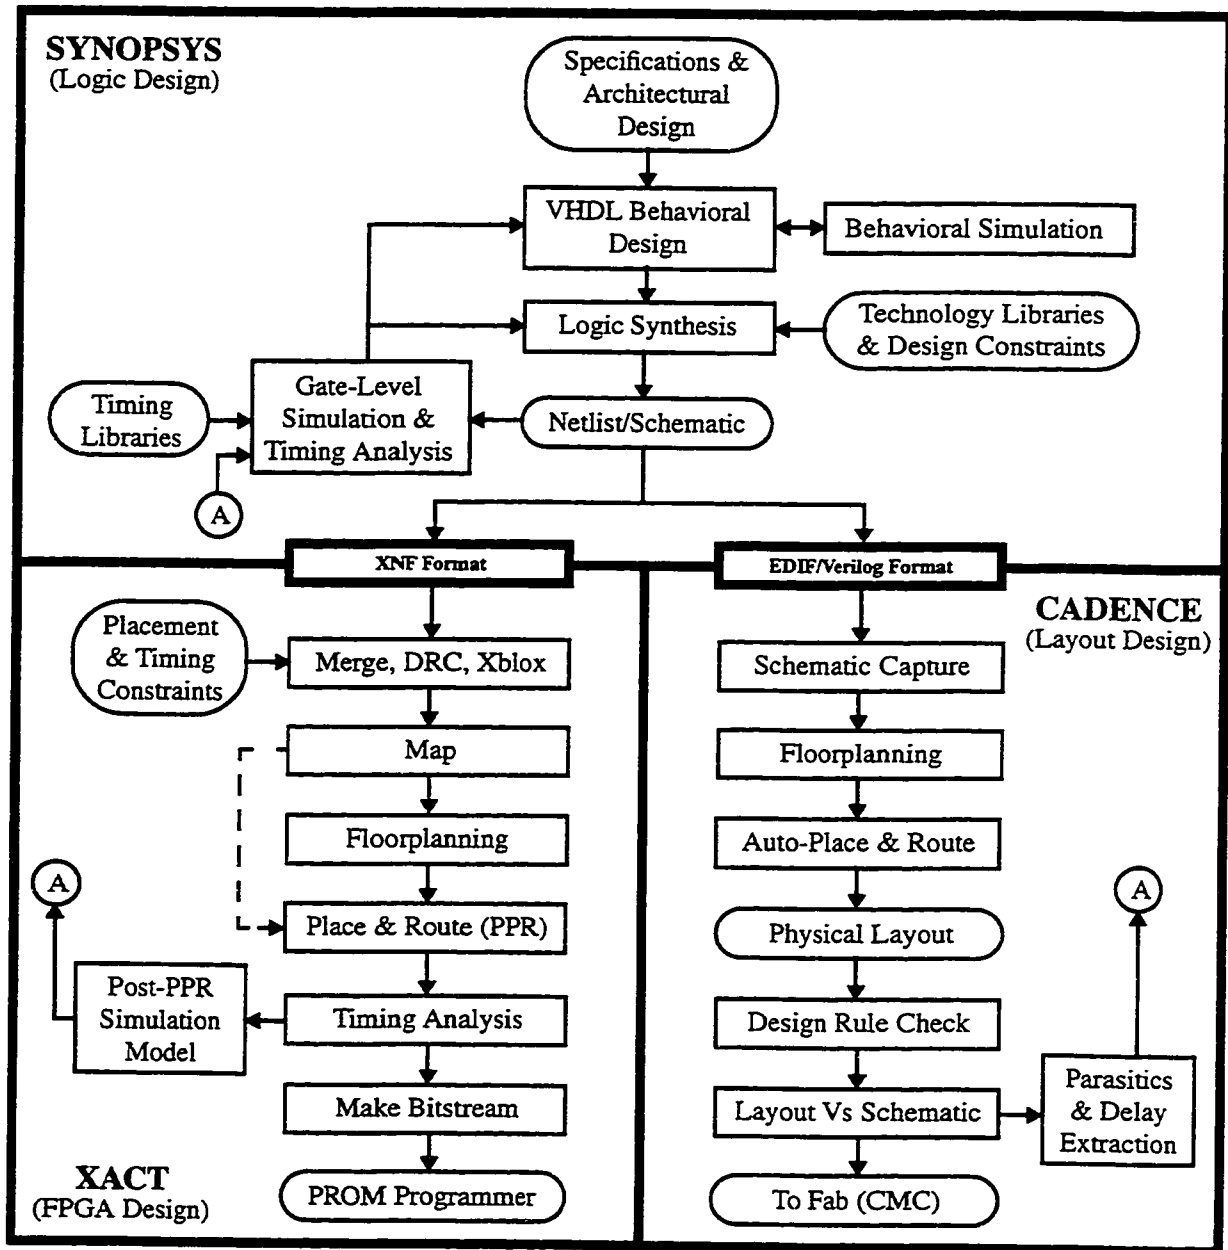 SYNOPSYS
(Logic Design)
Specifications &
Architectural
Design
VHDL Behavioral
Design
Behavioral Simulation
Logic Synthesis
Technology Libraries
& Design Constraints
Timing
Libraries
Gate-Level
Simulation &
Timing Analysis
Netlist/Schematic
A
XNF Format
EDIF/Verilog Format
XACT
(FPGA Design)
Placement
& Timing
Constraints
Merge, DRC, Xblox
Map
Floorplanning
Place & Route (PPR)
A
Post-PPR
Simulation
Model
Timing Analysis
Make Bitstream
PROM Programmer
CADENCE
(Layout Design)
Schematic Capture
Floorplanning
Auto-Place & Route
Physical Layout
Design Rule Check
Layout Vs Schematic
A
Parasitics
& Delay
Extraction
To Fab (CMC)